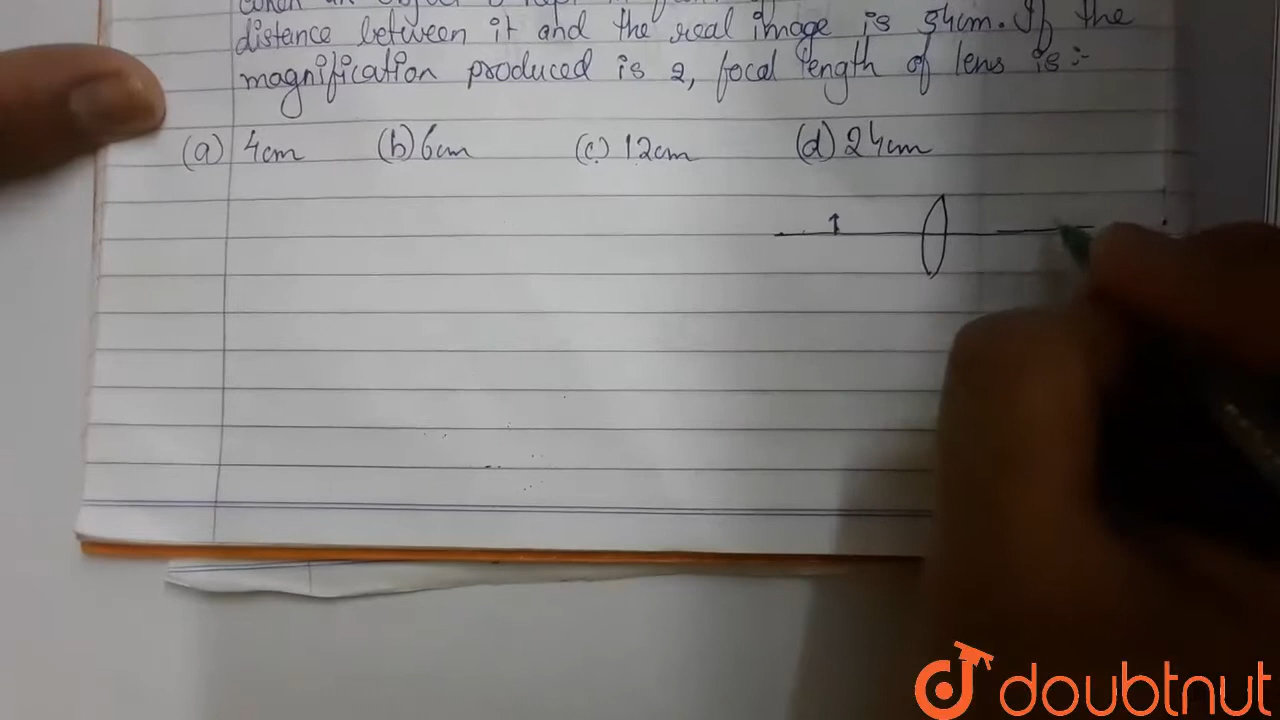 distance between it and the real image is 54cm. If the
magnification produced is 2, focal length of lens is :-
(a) 4cm (b) 6cm (c) 12cm (d) 24cm
doubtnut